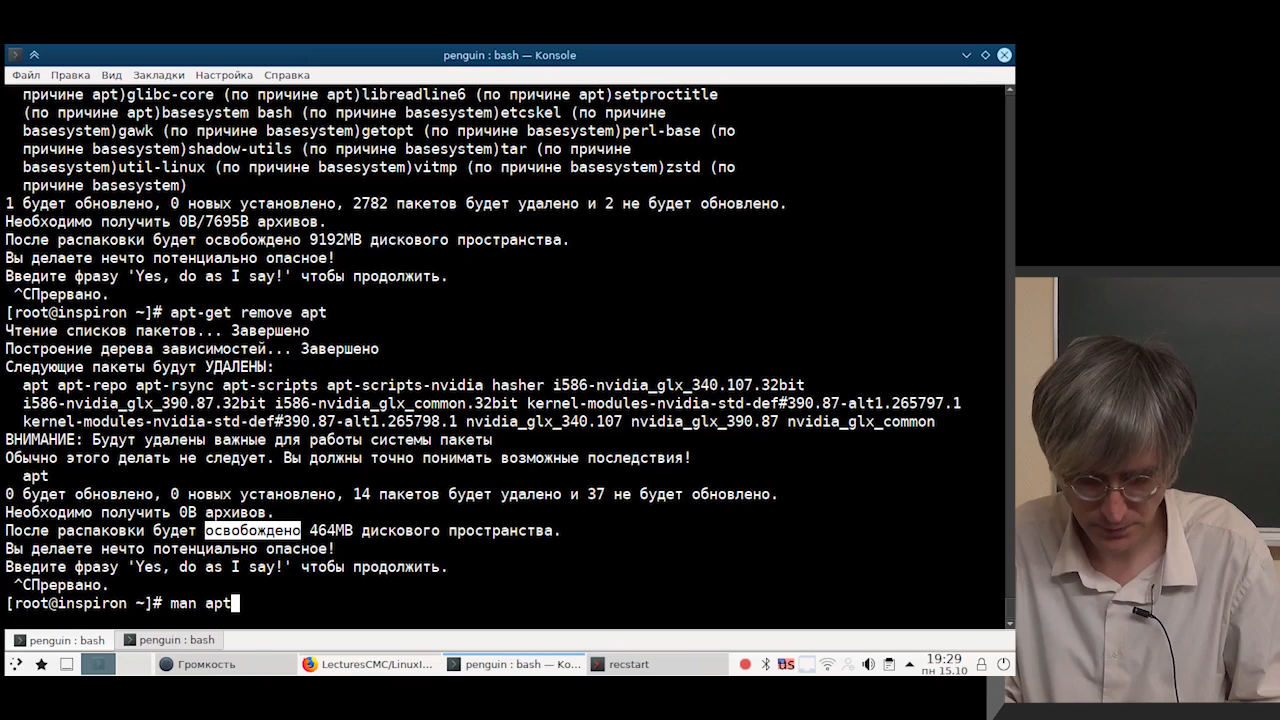 penguin : bash — Konsole
Файл Правка Вид Закладки Настройка Справка
причине apt)glibc-core (по причине apt)libreadline6 (по причине apt)setproctitle
(по причине apt)basesystem bash (по причине basesystem)etcskel (по причине
basesystem)gawk (по причине basesystem)getopt (по причине basesystem)perl-base (по
причине basesystem)shadow-utils (по причине basesystem)tar (по причине
basesystem)util-linux (по причине basesystem)vitmp (по причине basesystem)zstd (по
причине basesystem)
1 будет обновлено, 0 новых установлено, 2782 пакетов будет удалено и 2 не будет обновлено.
Необходимо получить 0B/7695B архивов.
После распаковки будет освобождено 9192MB дискового пространства.
Вы делаете нечто потенциально опасное!
Введите фразу 'Yes, do as I say!' чтобы продолжить.
^CПрервано.
[root@inspiron ~]# apt-get remove apt
Чтение списков пакетов... Завершено
Построение дерева зависимостей... Завершено
Следующие пакеты будут УДАЛЕНЫ:
apt apt-repo apt-rsync apt-scripts apt-scripts-nvidia hasher i586-nvidia_glx_340.107.32bit
i586-nvidia_glx_390.87.32bit i586-nvidia_glx_common.32bit kernel-modules-nvidia-std-def#390.87-alt1.265797.1
kernel-modules-nvidia-std-def#390.87-alt1.265798.1 nvidia_glx_340.107 nvidia_glx_390.87 nvidia_glx_common
ВНИМАНИЕ: Будут удалены важные для работы системы пакеты
Обычно этого делать не следует. Вы должны точно понимать возможные последствия!
apt
0 будет обновлено, 0 новых установлено, 14 пакетов будет удалено и 37 не будет обновлено.
Необходимо получить 0B архивов.
После распаковки будет освобождено 464MB дискового пространства.
Вы делаете нечто потенциально опасное!
Введите фразу 'Yes, do as I say!' чтобы продолжить.
^CПрервано.
[root@inspiron ~]# man apt
penguin : bash penguin : bash
Громкость LecturesCMC/LinuxI... penguin : bash — Ko... recstart us 19:29
пн 15.10